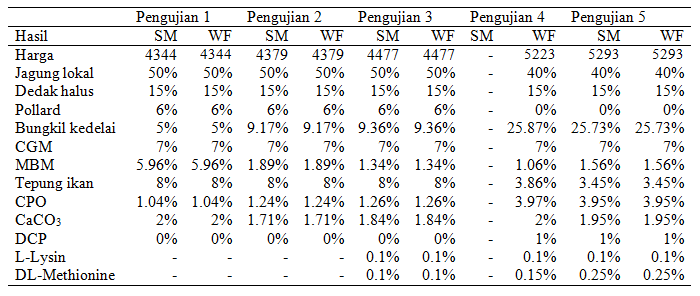 Pengujian 1 Pengujian 2 Pengujian 3 Pengujian 4 Pengujian 5
Hasil SM WF SM WF SM WF SM WF SM WF
Harga 4344 4344 4379 4379 4477 4477 - 5223 5293 5293
Jagung lokal 50% 50% 50% 50% 50% 50% - 40% 40% 40%
Dedak halus 15% 15% 15% 15% 15% 15% - 15% 15% 15%
Pollard 6% 6% 6% 6% 6% 6% - 0% 0% 0%
Bungkil kedelai 5% 5% 9.17% 9.17% 9.36% 9.36% - 25.87% 25.73% 25.73%
CGM 7% 7% 7% 7% 7% 7% - 7% 7% 7%
MBM 5.96% 5.96% 1.89% 1.89% 1.34% 1.34% - 1.06% 1.56% 1.56%
Tepung ikan 8% 8% 8% 8% 8% 8% - 3.86% 3.45% 3.45%
CPO 1.04% 1.04% 1.24% 1.24% 1.26% 1.26% - 3.97% 3.95% 3.95%
CaCO₃ 2% 2% 1.71% 1.71% 1.84% 1.84% - 2% 1.95% 1.95%
DCP 0% 0% 0% 0% 0% 0% - 1% 1% 1%
L-Lysin - - - - 0.1% 0.1% - 0.1% 0.1% 0.1%
DL-Methionine - - - - 0.1% 0.1% - 0.15% 0.25% 0.25%